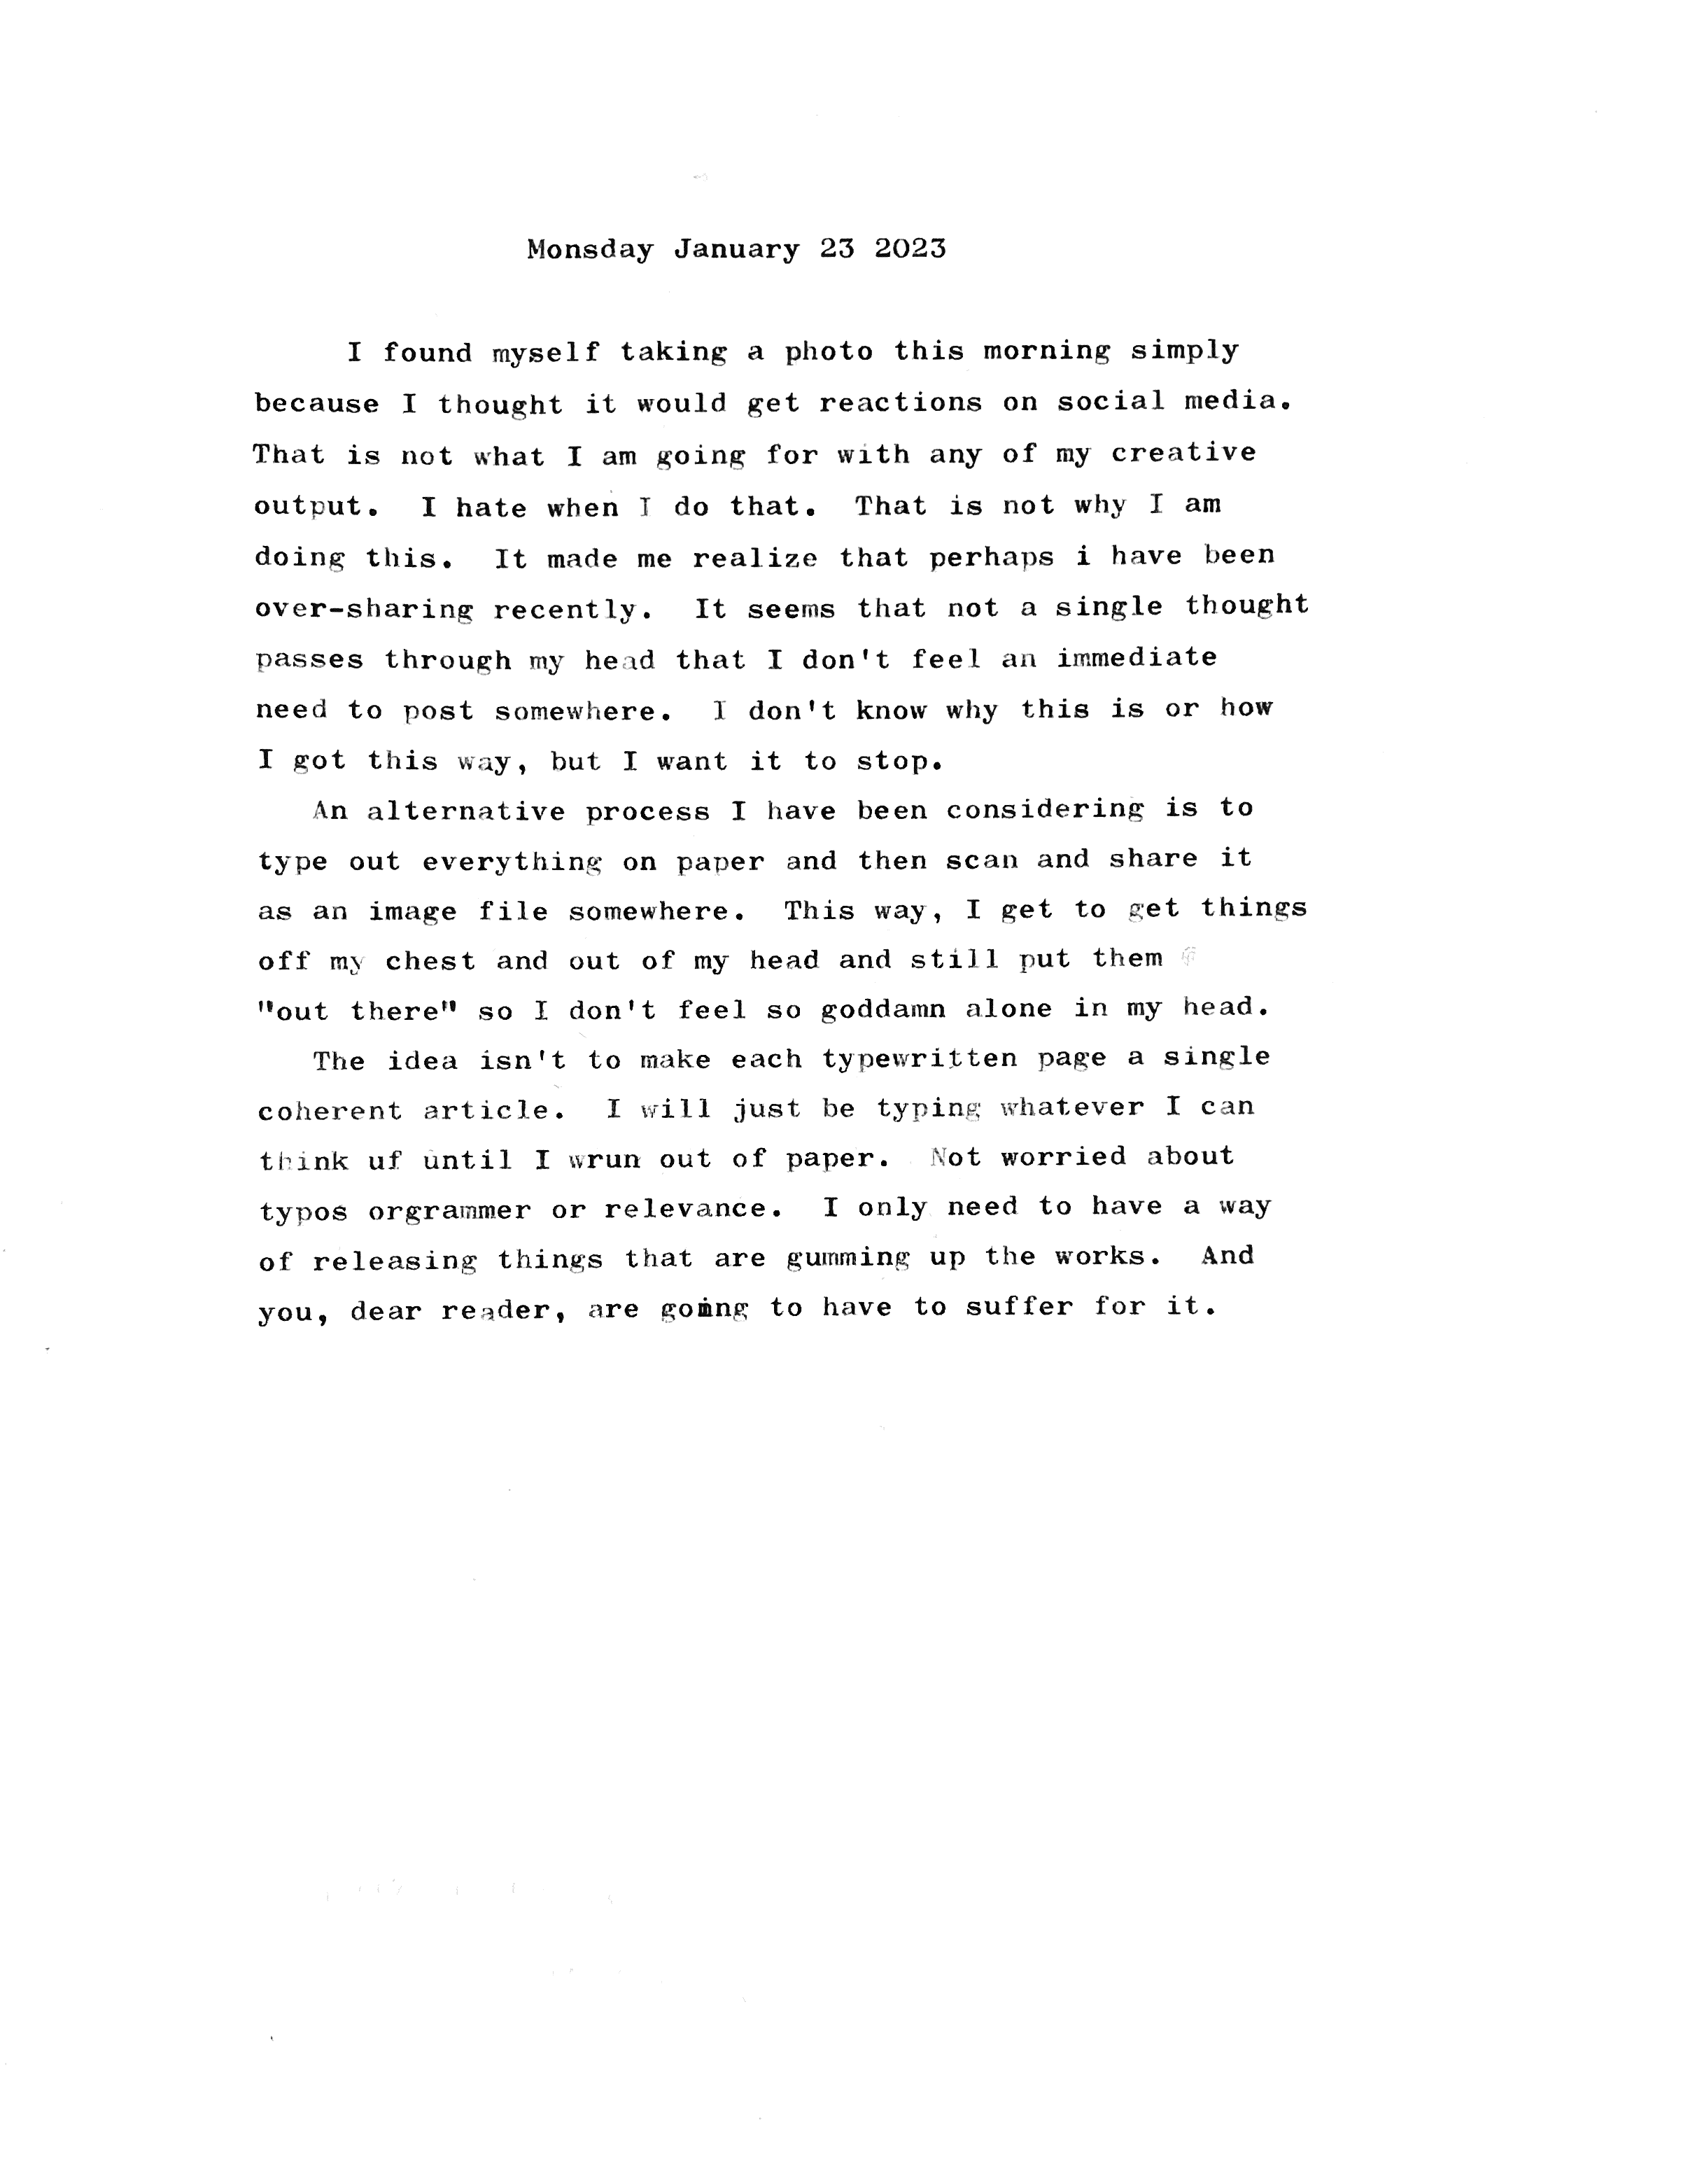 Monsday January 23 2023
I found myself taking a photo this morning simply
because I thought it would get reactions on social media.
That is not what I am going for with any of my creative
output.  I hate when I do that.  That is not why I am
doing this.  It made me realize that perhaps i have been
over-sharing recently.  It seems that not a single thought
passes through my head that I don't feel an immediate
need to post somewhere.  I don't know why this is or how
I got this way, but I want it to stop.
An alternative process I have been considering is to
type out everything on paper and then scan and share it
as an image file somewhere.  This way, I get to get things
off my chest and out of my head and still put them
"out there" so I don't feel so goddamn alone in my head.
The idea isn't to make each typewritten page a single
coherent article.  I will just be typing whatever I can
think uf until I wrun out of paper.  Not worried about
typos orgrammer or relevance.  I only need to have a way
of releasing things that are gumming up the works.  And
you, dear reader, are going to have to suffer for it.